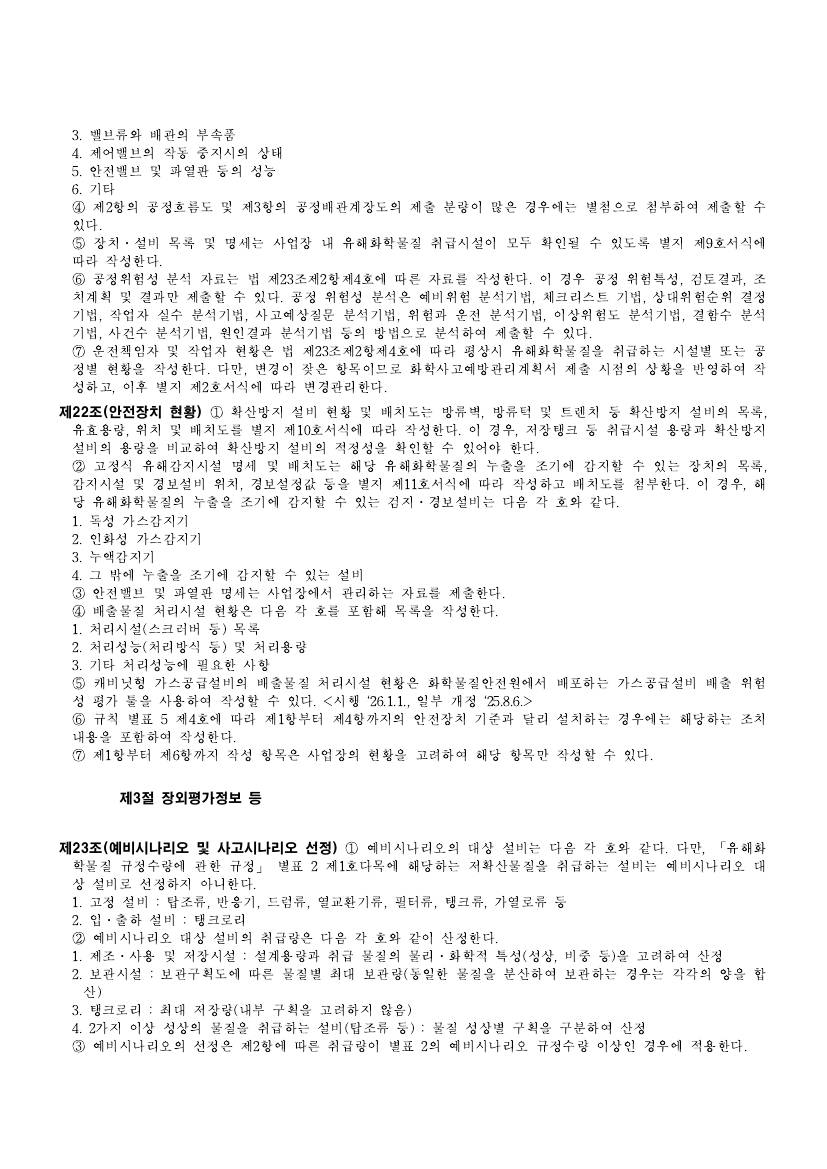 3. 밸브류와 배관의 부속품
4. 제어밸브의 작동 중지시의 상태
5. 안전밸브 및 파열판 등의 성능
6. 기타
④ 제2항의 공정흐름도 및 제3항의 공정배관계장도의 제출 분량이 많은 경우에는 별첨으로 첨부하여 제출할 수
있다.
⑤ 장치·설비 목록 및 명세는 사업장 내 유해화학물질 취급시설이 모두 확인될 수 있도록 별지 제9호서식에
따라 작성한다.
⑥ 공정위험성 분석 자료는 법 제23조제2항제4호에 따른 자료를 작성한다. 이 경우 공정 위험특성, 검토결과, 조
치계획 및 결과만 제출할 수 있다. 공정 위험성 분석은 예비위험 분석기법, 체크리스트 기법, 상대위험순위 결정
기법, 작업자 실수 분석기법, 사고예상질문 분석기법, 위험과 운전 분석기법, 이상위험도 분석기법, 결함수 분석
기법, 사건수 분석기법, 원인결과 분석기법 등의 방법으로 분석하여 제출할 수 있다.
⑦ 운전책임자 및 작업자 현황은 법 제23조제2항제4호에 따라 평상시 유해화학물질을 취급하는 시설별 또는 공
정별 현황을 작성한다. 다만, 변경이 잦은 항목이므로 화학사고예방관리계획서 제출 시점의 상황을 반영하여 작
성하고, 이후 별지 제2호서식에 따라 변경관리한다.
제22조(안전장치 현황) ① 확산방지 설비 현황 및 배치도는 방류벽, 방류턱 및 트렌치 등 확산방지 설비의 목록,
유효용량, 위치 및 배치도를 별지 제10호서식에 따라 작성한다. 이 경우, 저장탱크 등 취급시설 용량과 확산방지
설비의 용량을 비교하여 확산방지 설비의 적정성을 확인할 수 있어야 한다.
② 고정식 유해감지시설 명세 및 배치도는 해당 유해화학물질의 누출을 조기에 감지할 수 있는 장치의 목록,
감지시설 및 경보설비 위치, 경보설정값 등을 별지 제11호서식에 따라 작성하고 배치도를 첨부한다. 이 경우, 해
당 유해화학물질의 누출을 조기에 감지할 수 있는 검지·경보설비는 다음 각 호와 같다.
1. 독성 가스감지기
2. 인화성 가스감지기
3. 누액감지기
4. 그 밖에 누출을 조기에 감지할 수 있는 설비
③ 안전밸브 및 파열판 명세는 사업장에서 관리하는 자료를 제출한다.
④ 배출물질 처리시설 현황은 다음 각 호를 포함해 목록을 작성한다.
1. 처리시설(스크러버 등) 목록
2. 처리성능(처리방식 등) 및 처리용량
3. 기타 처리성능에 필요한 사항
⑤ 캐비닛형 가스공급설비의 배출물질 처리시설 현황은 화학물질안전원에서 배포하는 가스공급설비 배출 위험
성 평가 툴을 사용하여 작성할 수 있다. <시행 '26.1.1., 일부 개정 '25.8.6.>
⑥ 규칙 별표 5 제4호에 따라 제1항부터 제4항까지의 안전장치 기준과 달리 설치하는 경우에는 해당하는 조치
내용을 포함하여 작성한다.
⑦ 제1항부터 제6항까지 작성 항목은 사업장의 현황을 고려하여 해당 항목만 작성할 수 있다.
제3절 장외평가정보 등
제23조(예비시나리오 및 사고시나리오 선정) ① 예비시나리오의 대상 설비는 다음 각 호와 같다. 다만, 「유해화
학물질 규정수량에 관한 규정」 별표 2 제1호다목에 해당하는 저확산물질을 취급하는 설비는 예비시나리오 대
상 설비로 선정하지 아니한다.
1. 고정 설비 : 탑조류, 반응기, 드럼류, 열교환기류, 필터류, 탱크류, 가열로류 등
2. 입·출하 설비 : 탱크로리
② 예비시나리오 대상 설비의 취급량은 다음 각 호와 같이 산정한다.
1. 제조·사용 및 저장시설 : 설계용량과 취급 물질의 물리·화학적 특성(성상, 비중 등)을 고려하여 산정
2. 보관시설 : 보관구획도에 따른 물질별 최대 보관량(동일한 물질을 분산하여 보관하는 경우는 각각의 양을 합
산)
3. 탱크로리 : 최대 저장량(내부 구획을 고려하지 않음)
4. 2가지 이상 성상의 물질을 취급하는 설비(탑조류 등) : 물질 성상별 구획을 구분하여 산정
③ 예비시나리오의 선정은 제2항에 따른 취급량이 별표 2의 예비시나리오 규정수량 이상인 경우에 적용한다.